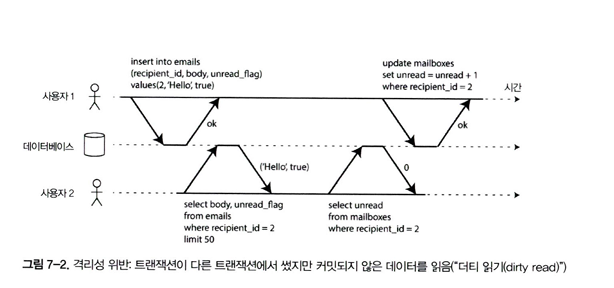 insert into emails
(recipient_id, body, unread_flag)
values(2, 'Hello', true)
update mailboxes
set unread = unread + 1
where recipient_id = 2
시간
사용자 1
ok
ok
데이터베이스
('Hello', true)
0
사용자 2
select body, unread_flag
from emails
where recipient_id = 2
limit 50
select unread
from mailboxes
where recipient_id = 2
그림 7-2. 격리성 위반: 트랜잭션이 다른 트랜잭션에서 썼지만 커밋되지 않은 데이터를 읽음("더티 읽기(dirty read)")